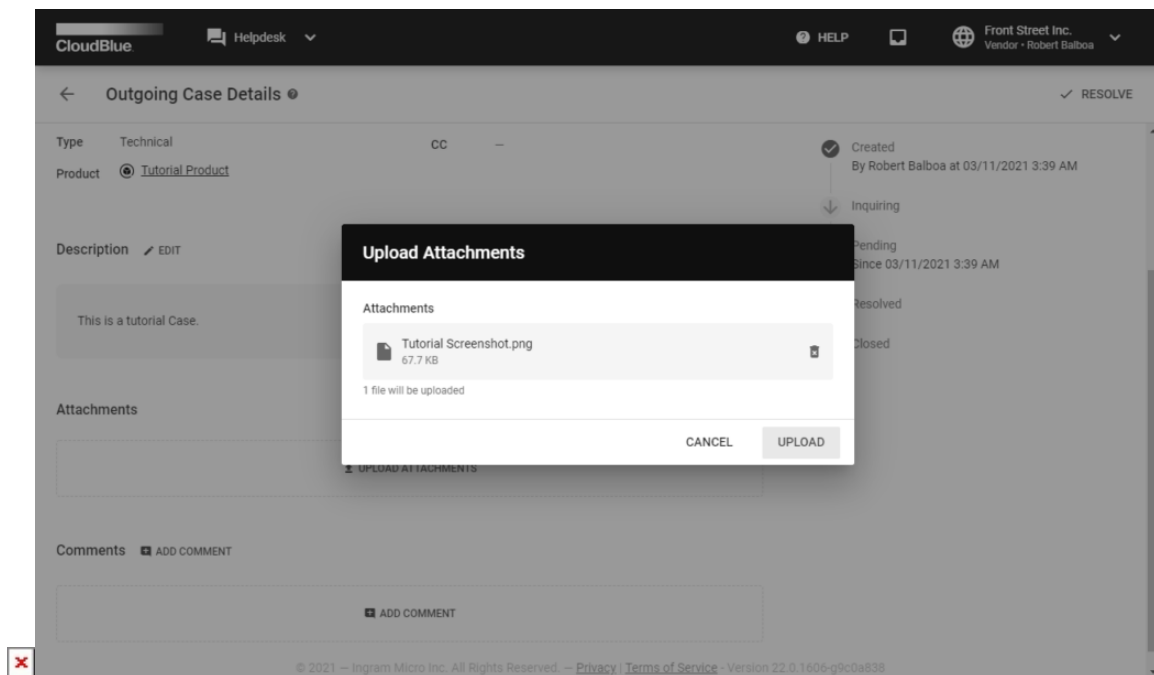 CloudBlue
Helpdesk
HELP
Front Street Inc.
Vendor • Robert Balboa
Outgoing Case Details
RESOLVE
Type Technical
CC –
Product Tutorial Product
Created
By Robert Balboa at 03/11/2021 3:39 AM
Inquiring
Pending
Since 03/11/2021 3:39 AM
Resolved
Closed
Description EDIT
This is a tutorial Case.
Upload Attachments
Attachments
Tutorial Screenshot.png
67.7 KB
1 file will be uploaded
CANCEL UPLOAD
Attachments
UPLOAD ATTACHMENTS
Comments ADD COMMENT
ADD COMMENT
© 2021 – Ingram Micro Inc. All Rights Reserved. – Privacy | Terms of Service - Version 22.0.1606-g9c0a838